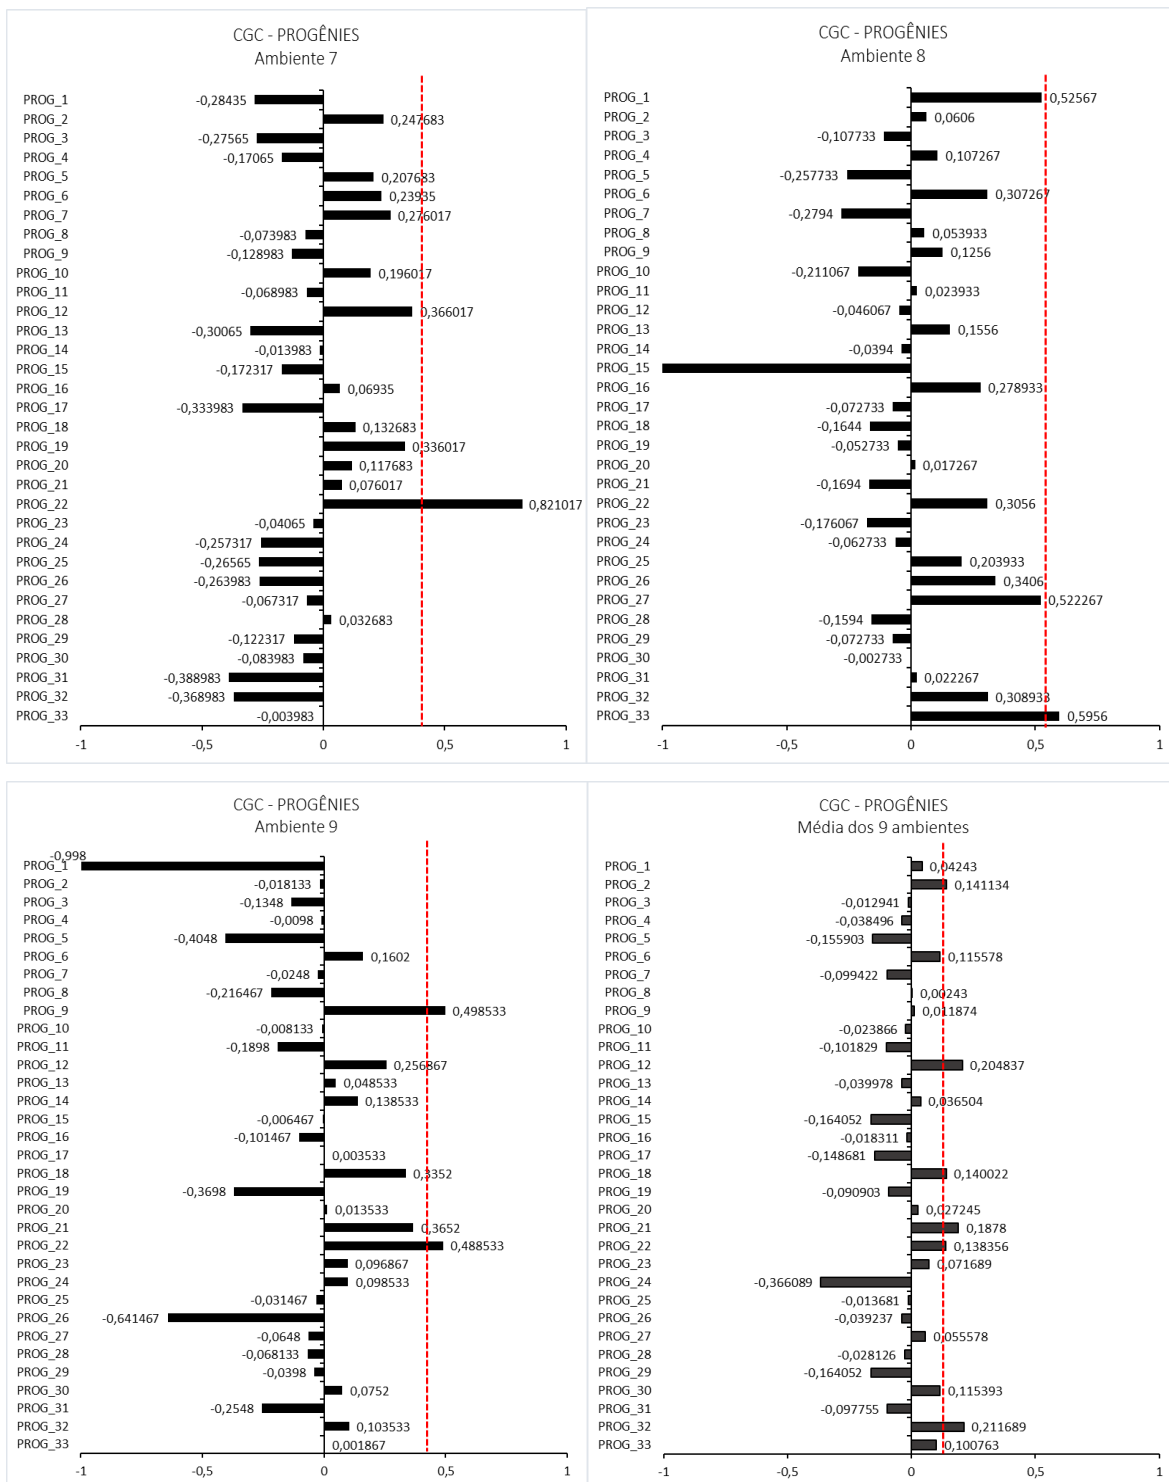 CGC - PROGÊNIES
Ambiente 7
PROG_1 -0,28435
PROG_2 0,247683
PROG_3 -0,27565
PROG_4 -0,17065
PROG_5 0,207683
PROG_6 0,23935
PROG_7 0,276017
PROG_8 -0,073983
PROG_9 -0,128983
PROG_10 0,196017
PROG_11 -0,068983
PROG_12 0,366017
PROG_13 -0,30065
PROG_14 -0,013983
PROG_15 -0,172317
PROG_16 0,06935
PROG_17 -0,333983
PROG_18 0,132683
PROG_19 0,336017
PROG_20 0,117683
PROG_21 0,076017
PROG_22 0,821017
PROG_23 -0,04065
PROG_24 -0,257317
PROG_25 -0,26565
PROG_26 -0,263983
PROG_27 -0,067317
PROG_28 0,032683
PROG_29 -0,122317
PROG_30 -0,083983
PROG_31 -0,388983
PROG_32 -0,368983
PROG_33 -0,003983
-1 -0,5 0 0,5 1
CGC - PROGÊNIES
Ambiente 8
PROG_1 0,52567
PROG_2 0,0606
PROG_3 -0,107733
PROG_4 0,107267
PROG_5 -0,257733
PROG_6 0,307267
PROG_7 -0,2794
PROG_8 0,053933
PROG_9 0,1256
PROG_10 -0,211067
PROG_11 0,023933
PROG_12 -0,046067
PROG_13 0,1556
PROG_14 -0,0394
PROG_15
PROG_16 0,278933
PROG_17 -0,072733
PROG_18 -0,1644
PROG_19 -0,052733
PROG_20 0,017267
PROG_21 -0,1694
PROG_22 0,3056
PROG_23 -0,176067
PROG_24 -0,062733
PROG_25 0,203933
PROG_26 0,3406
PROG_27 0,522267
PROG_28 -0,1594
PROG_29 -0,072733
PROG_30 -0,002733
PROG_31 0,022267
PROG_32 0,308933
PROG_33 0,5956
-1 -0,5 0 0,5 1
CGC - PROGÊNIES
Ambiente 9
-0,998
PROG_1
PROG_2 -0,018133
PROG_3 -0,1348
PROG_4 -0,0098
PROG_5 -0,4048
PROG_6 0,1602
PROG_7 -0,0248
PROG_8 -0,216467
PROG_9 0,498533
PROG_10 -0,008133
PROG_11 -0,1898
PROG_12 0,256867
PROG_13 0,048533
PROG_14 0,138533
PROG_15 -0,006467
PROG_16 -0,101467
PROG_17 0,003533
PROG_18 0,3352
PROG_19 -0,3698
PROG_20 0,013533
PROG_21 0,3652
PROG_22 0,488533
PROG_23 0,096867
PROG_24 0,098533
PROG_25 -0,031467
PROG_26 -0,641467
PROG_27 -0,0648
PROG_28 -0,068133
PROG_29 -0,0398
PROG_30 0,0752
PROG_31 -0,2548
PROG_32 0,103533
PROG_33 0,001867
-1 -0,5 0 0,5 1
CGC - PROGÊNIES
Média dos 9 ambientes
PROG_1 0,04243
PROG_2 0,141134
PROG_3 -0,012941
PROG_4 -0,038496
PROG_5 -0,155903
PROG_6 0,115578
PROG_7 -0,099422
PROG_8 0,00243
PROG_9 0,011874
PROG_10 -0,023866
PROG_11 -0,101829
PROG_12 0,204837
PROG_13 -0,039978
PROG_14 0,036504
PROG_15 -0,164052
PROG_16 -0,018311
PROG_17 -0,148681
PROG_18 0,140022
PROG_19 -0,090903
PROG_20 0,027245
PROG_21 0,1878
PROG_22 0,138356
PROG_23 0,071689
PROG_24 -0,366089
PROG_25 -0,013681
PROG_26 -0,039237
PROG_27 0,055578
PROG_28 -0,028126
PROG_29 -0,164052
PROG_30 0,115393
PROG_31 -0,097755
PROG_32 0,211689
PROG_33 0,100763
-1 -0,5 0 0,5 1